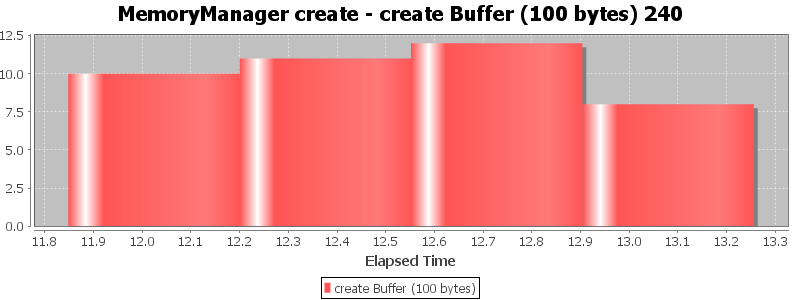 MemoryManager create - create Buffer (100 bytes) 240
12.5
10.0
7.5
5.0
2.5
0.0
11.8 11.9 12.0 12.1 12.2 12.3 12.4 12.5 12.6 12.7 12.8 12.9 13.0 13.1 13.2 13.3
Elapsed Time
create Buffer (100 bytes)